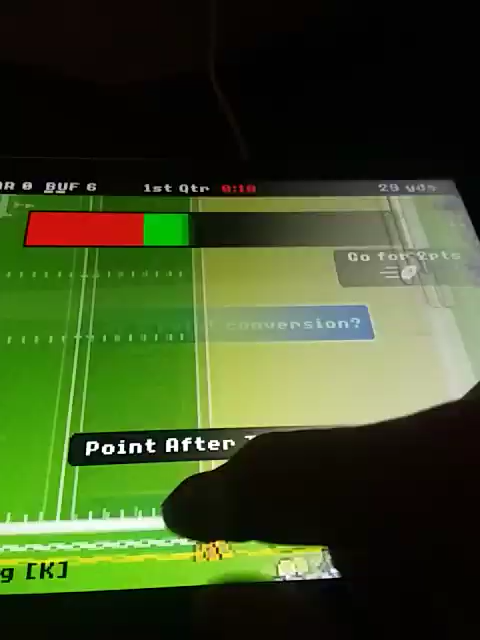 BUF 6 1st Qtr 0:10 29 yds
Go for 2pts
conversion?
Point After
[K]